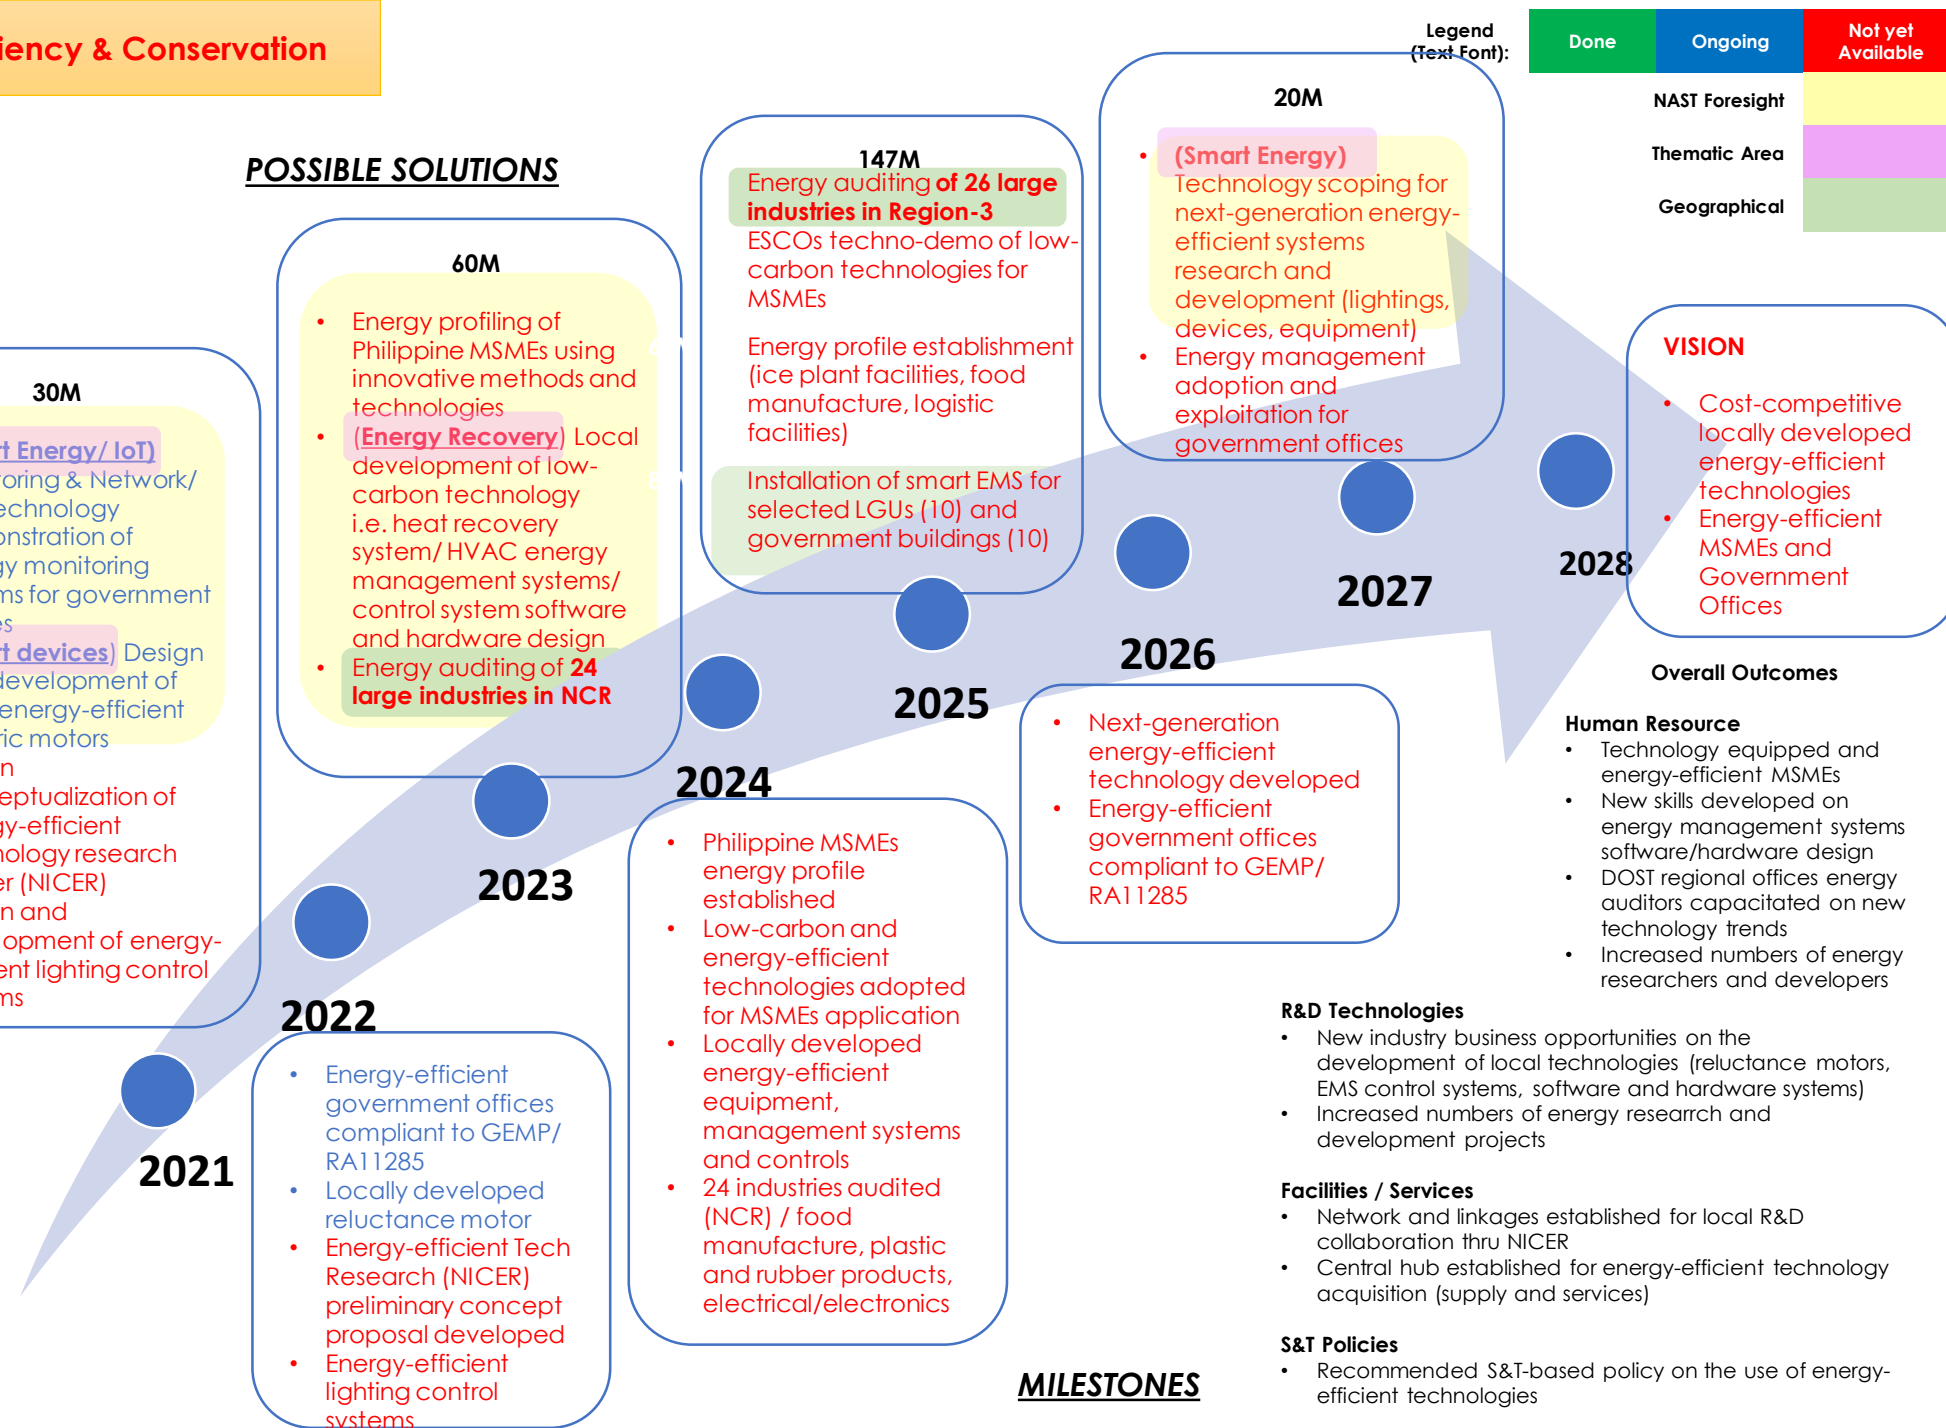 iency & Conservation
Legend
(Text Font):
Done
Ongoing
Not yet
Available
NAST Foresight
Thematic Area
Geographical
POSSIBLE SOLUTIONS
30M
rt Energy/ IoT)
oring & Network/
echnology
onstration of
gy monitoring
ms for government
es
rt devices) Design
development of
energy-efficient
ric motors
n
eptualization of
gy-efficient
nology research
er (NICER)
n and
opment of energy-
ent lighting control
ms
60M
• Energy profiling of
Philippine MSMEs using
innovative methods and
technologies
• (Energy Recovery) Local
development of low-
carbon technology
i.e. heat recovery
system/ HVAC energy
management systems/
control system software
and hardware design
• Energy auditing of 24
large industries in NCR
147M
Energy auditing of 26 large
industries in Region-3
ESCOs techno-demo of low-
carbon technologies for
MSMEs
Energy profile establishment
(ice plant facilities, food
manufacture, logistic
facilities)
Installation of smart EMS for
selected LGUs (10) and
government buildings (10)
20M
• (Smart Energy)
Technology scoping for
next-generation energy-
efficient systems
research and
development (lightings,
devices, equipment)
• Energy management
adoption and
exploitation for
government offices
VISION
• Cost-competitive
locally developed
energy-efficient
technologies
• Energy-efficient
MSMEs and
Government
Offices
2021
2022
2023
2024
2025
2026
2027
2028
• Energy-efficient
government offices
compliant to GEMP/
RA11285
• Locally developed
reluctance motor
• Energy-efficient Tech
Research (NICER)
preliminary concept
proposal developed
• Energy-efficient
lighting control
systems
• Philippine MSMEs
energy profile
established
• Low-carbon and
energy-efficient
technologies adopted
for MSMEs application
• Locally developed
energy-efficient
equipment,
management systems
and controls
• 24 industries audited
(NCR) / food
manufacture, plastic
and rubber products,
electrical/electronics
• Next-generation
energy-efficient
technology developed
• Energy-efficient
government offices
compliant to GEMP/
RA11285
MILESTONES
Overall Outcomes
Human Resource
• Technology equipped and
energy-efficient MSMEs
• New skills developed on
energy management systems
software/hardware design
• DOST regional offices energy
auditors capacitated on new
technology trends
• Increased numbers of energy
researchers and developers
R&D Technologies
• New industry business opportunities on the
development of local technologies (reluctance motors,
EMS control systems, software and hardware systems)
• Increased numbers of energy researrch and
development projects
Facilities / Services
• Network and linkages established for local R&D
collaboration thru NICER
• Central hub established for energy-efficient technology
acquisition (supply and services)
S&T Policies
• Recommended S&T-based policy on the use of energy-
efficient technologies